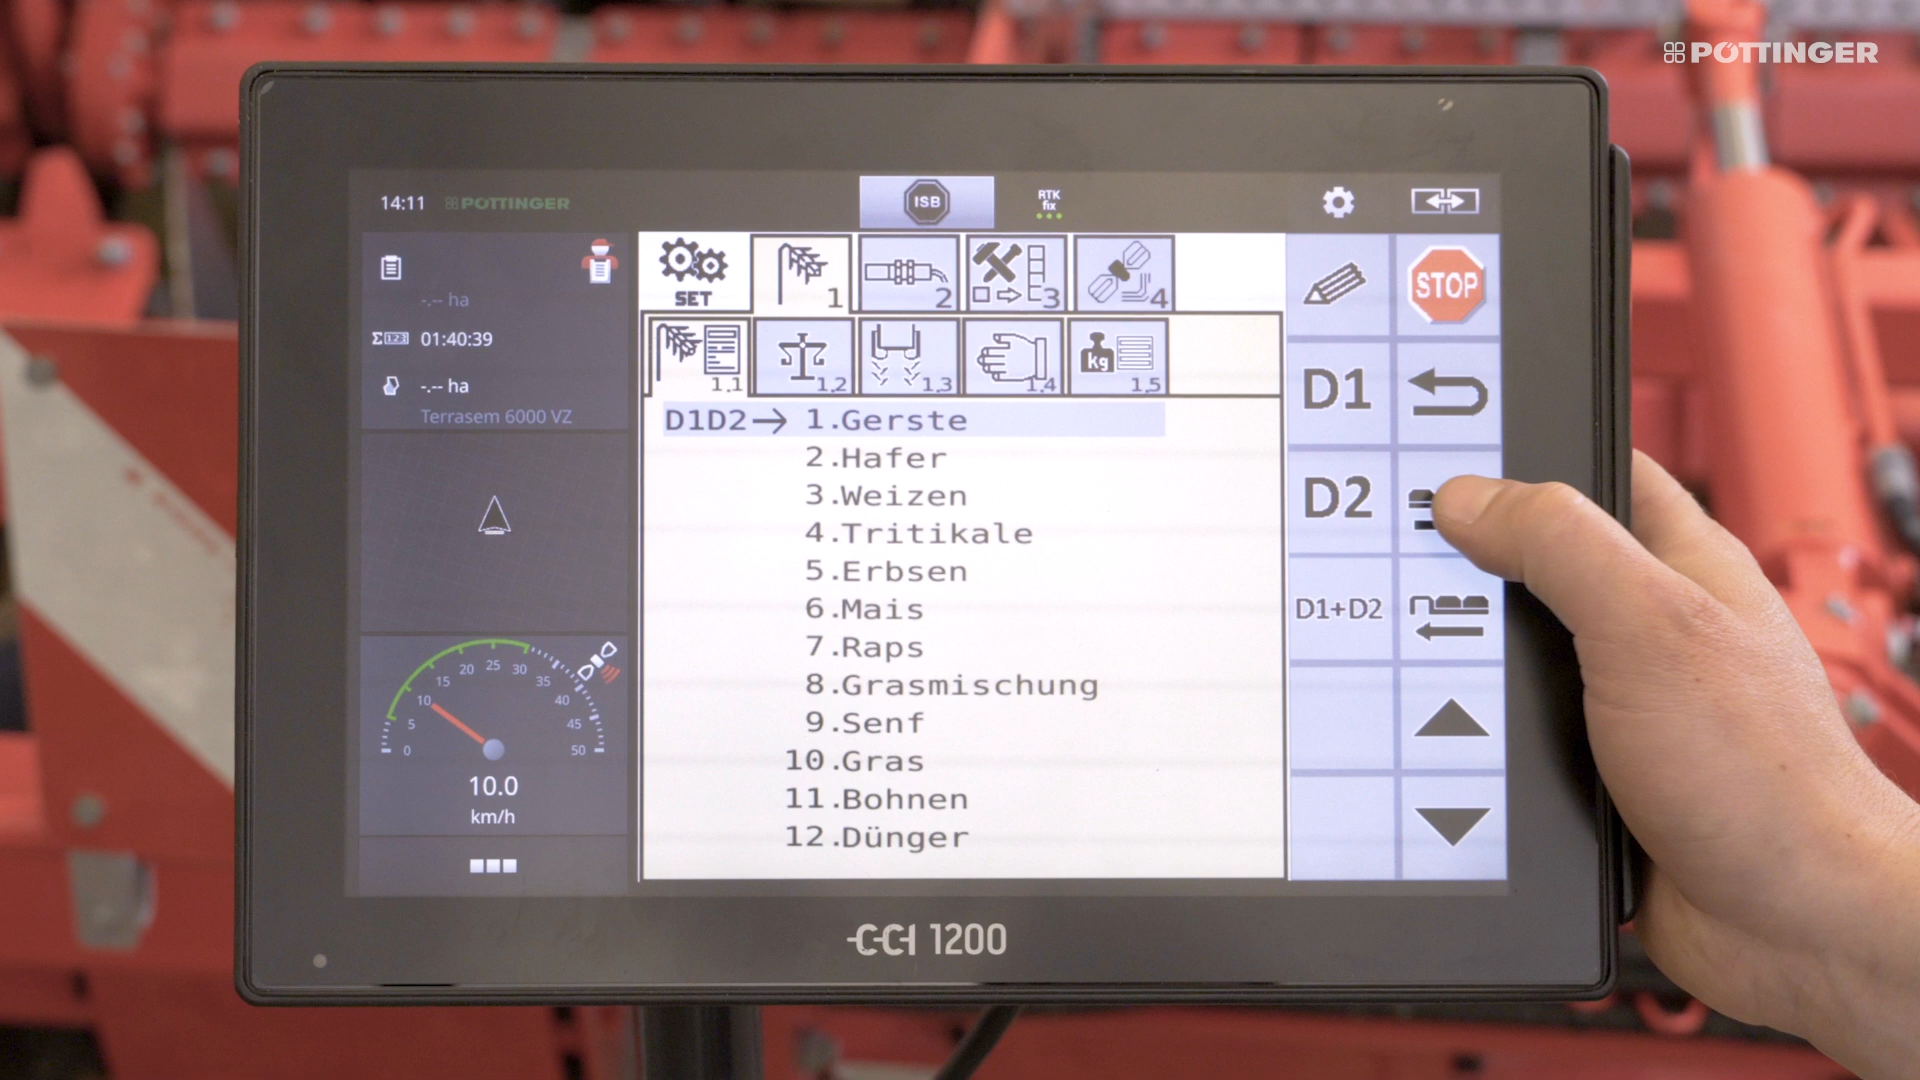 PÖTTINGER
14:11 PÖTTINGER
ISB
RTK
fix
-.-- ha
Σ 123 01:40:39
-.-- ha
Terrasem 6000 VZ
0 5 10 15 20 25 30 35 40 45 50
10.0
km/h
SET
1
2
3
4
1,1
1,2
1,3
1,4
kg
1,5
D1D2→ 1.Gerste
2.Hafer
3.Weizen
4.Tritikale
5.Erbsen
6.Mais
7.Raps
8.Grasmischung
9.Senf
10.Gras
11.Bohnen
12.Dünger
STOP
D1
D2
D1+D2
CCI 1200